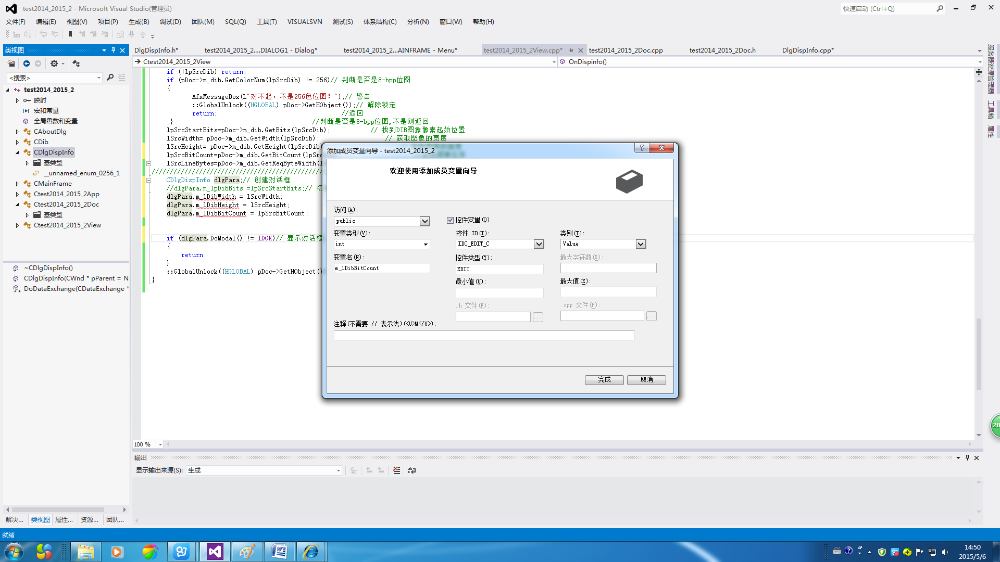 test2014_2015_2 - Microsoft Visual Studio(管理员)
快速启动 (Ctrl+Q)
文件(F) 编辑(E) 视图(V) 项目(P) 生成(B) 调试(D) 团队(M) SQL(Q) 工具(T) VISUALSVN 测试(S) 体系结构(C) 分析(N) 窗口(W) 帮助(H)
类视图
<搜索>
test2014_2015_2
映射
宏和常量
全局函数和变量
CAboutDlg
CDib
CDlgDispInfo
基类型
__unnamed_enum_0256_1
CMainFrame
Ctest2014_2015_2App
Ctest2014_2015_2Doc
基类型
Ctest2014_2015_2View
~CDlgDispInfo()
CDlgDispInfo(CWnd * pParent = N
DoDataExchange(CDataExchange *
解决... 类视图 属性... 资源... 团队...
DlgDispInfo.h* test2014_2015_2....DIALOG1 - Dialog* test2014_2015_2...AINFRAME - Menu* test2014_2015_2View.cpp* test2014_2015_2Doc.cpp test2014_2015_2Doc.h DlgDispInfo.cpp*
Ctest2014_2015_2View OnDispinfo()
if (!lpSrcDib) return;
if (pDoc->m_dib.GetColorNum(lpSrcDib) != 256)// 判断是否是8-bpp位图
{
AfxMessageBox(L"对不起，不是256色位图！");// 警告
::GlobalUnlock((HGLOBAL) pDoc->GetHObject());// 解除锁定
return; //返回
} //判断是否是8-bpp位图,不是则返回
lpSrcStartBits=pDoc->m_dib.GetBits(lpSrcDib); // 找到DIB图象像素起始位置
lSrcWidth= pDoc->m_dib.GetWidth(lpSrcDib); // 获取图象的宽度
lSrcHeight= pDoc->m_dib.GetHeight(lpSrcDib)
lpSrcBitCount=pDoc->m_dib.GetBitCount(lpSrc
lSrcLineBytes=pDoc->m_dib.GetReqByteWidth(l
///////////////////////////////////////////////
CDlgDispInfo dlgPara;// 创建对话框
//dlgPara.m_lpDibBits =lpSrcStartBits;// 初
dlgPara.m_lDibWidth = lSrcWidth;
dlgPara.m_lDibHeight = lSrcHeight;
dlgPara.m_lDibBitCount = lpSrcBitCount;
if (dlgPara.DoModal() != IDOK)// 显示对话框
{
return;
}
::GlobalUnlock((HGLOBAL) pDoc->GetHObject()
}
添加成员变量向导 - test2014_2015_2
欢迎使用添加成员变量向导
访问(A):
public
控件变量(O)
变量类型(V): 控件 ID(I): 类别(T):
int IDC_EDIT_C Value
变量名(N): 控件类型(Y): 最大字符数(X):
m_lDibBitCount EDIT
最小值(U): 最大值(E):
.h 文件(F): ... .cpp 文件(P): ...
注释(不需要 // 表示法)(<U>M</U>):
完成 取消
服务器资源管理器
工具箱
属性
28
100 %
输出
显示输出来源(S): 生成
就绪
14:50
2015/5/6